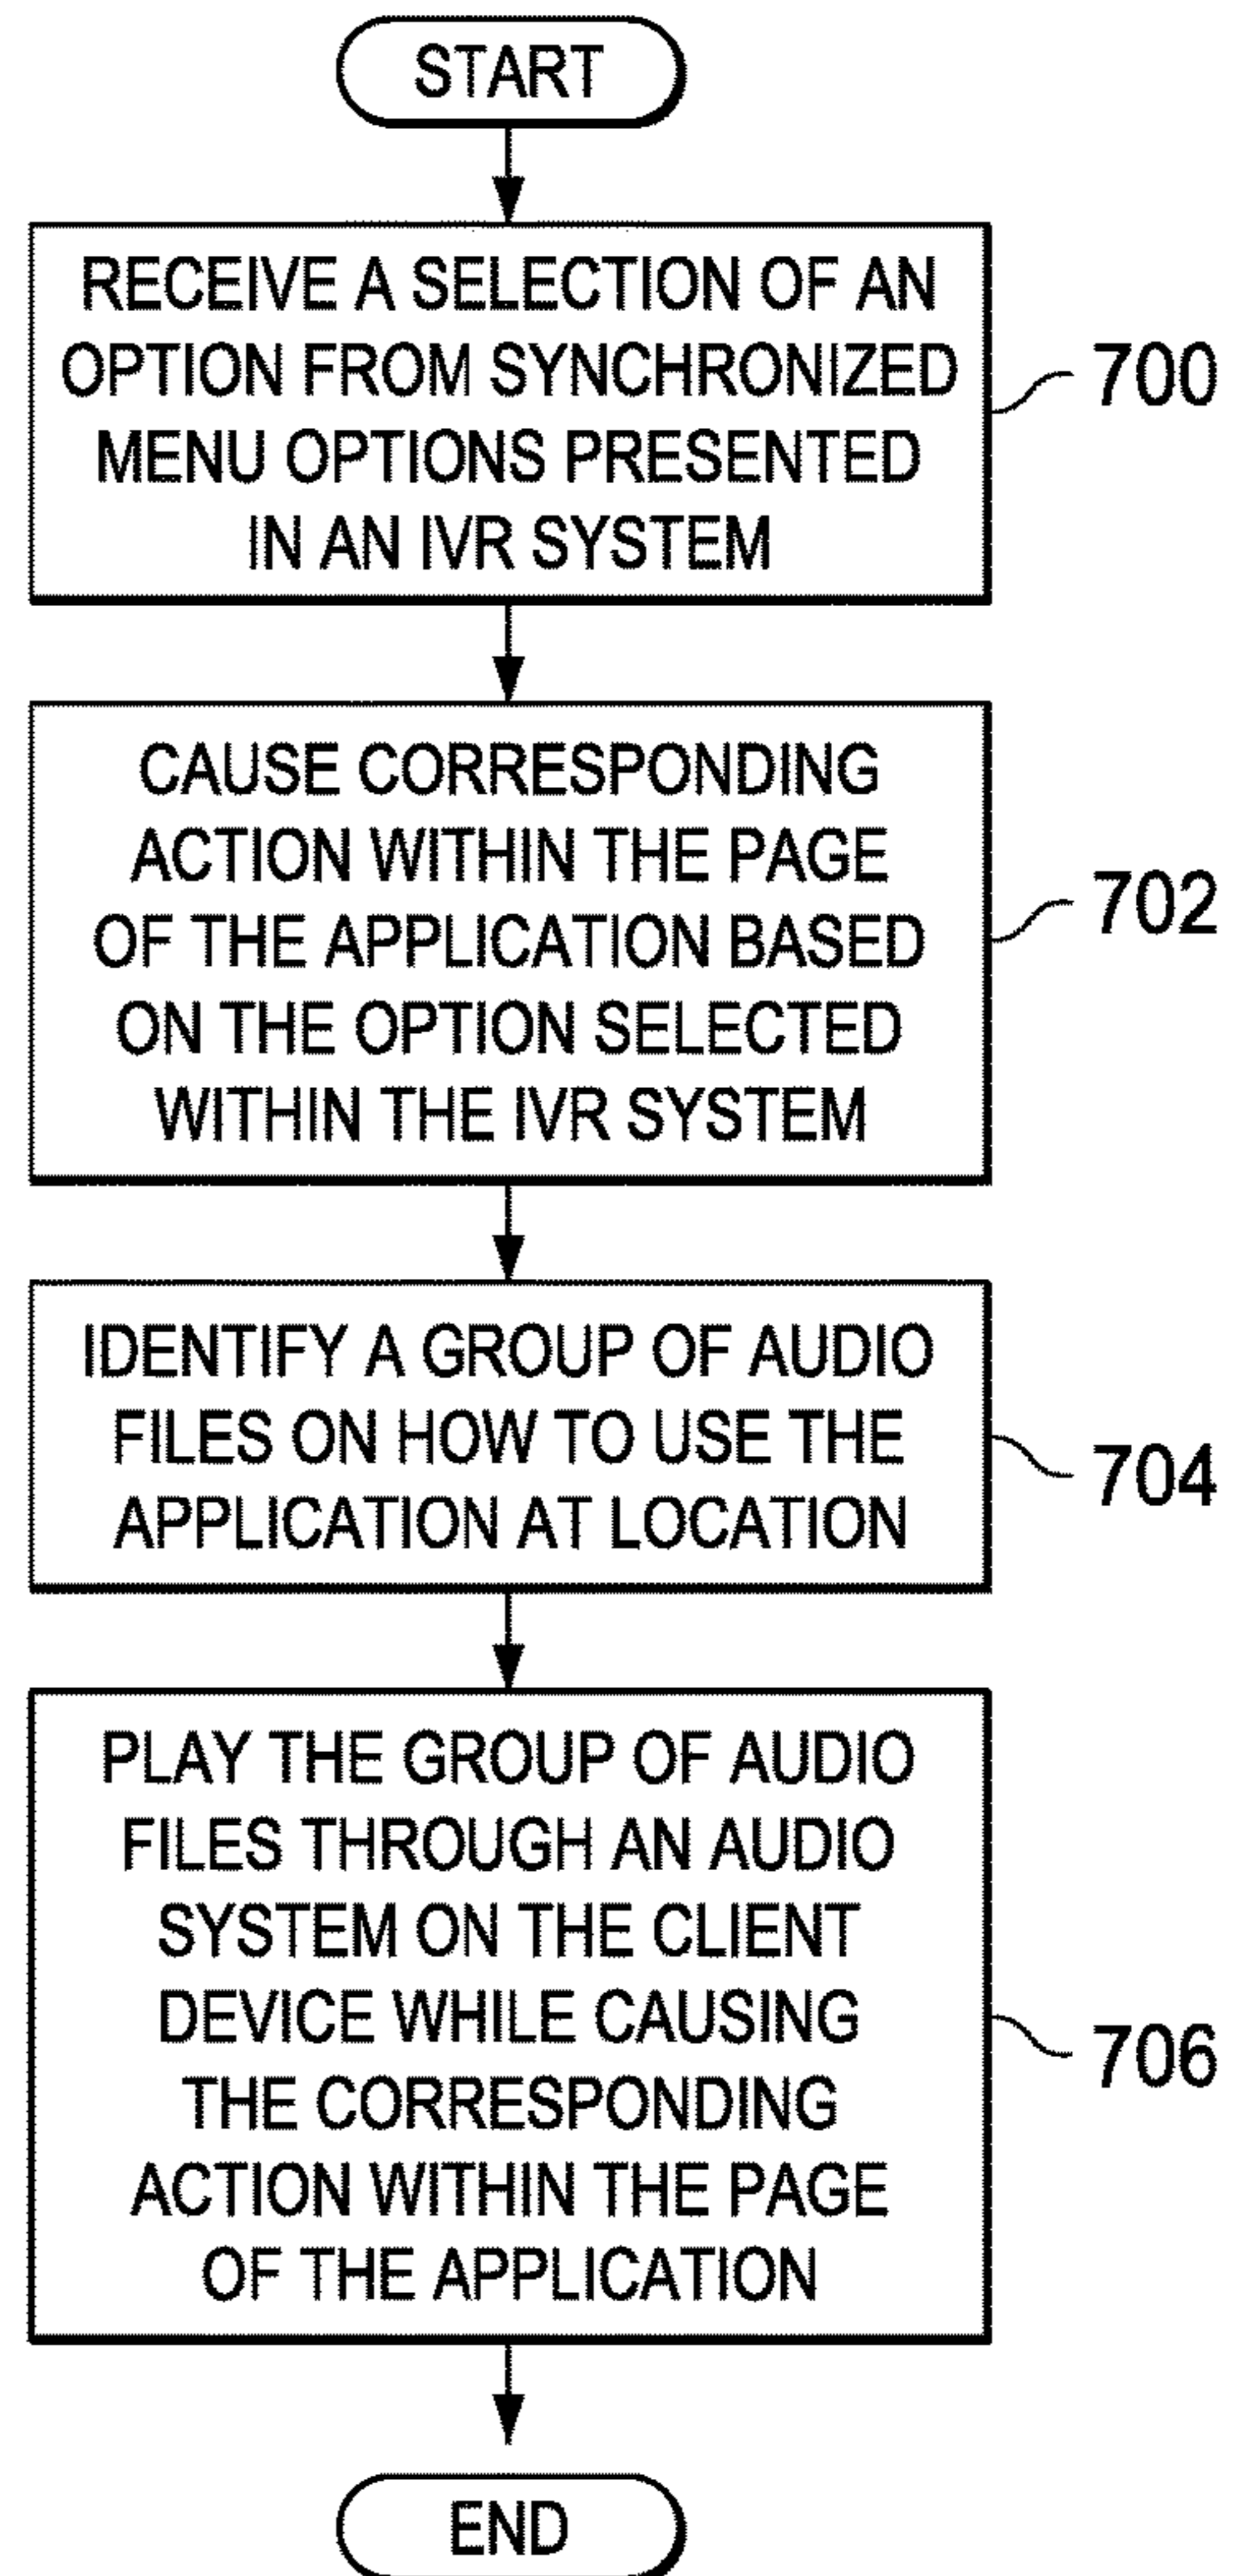 START
RECEIVE A SELECTION OF AN
OPTION FROM SYNCHRONIZED
MENU OPTIONS PRESENTED
IN AN IVR SYSTEM
700
CAUSE CORRESPONDING
ACTION WITHIN THE PAGE
OF THE APPLICATION BASED
ON THE OPTION SELECTED
WITHIN THE IVR SYSTEM
702
IDENTIFY A GROUP OF AUDIO
FILES ON HOW TO USE THE
APPLICATION AT LOCATION
704
PLAY THE GROUP OF AUDIO
FILES THROUGH AN AUDIO
SYSTEM ON THE CLIENT
DEVICE WHILE CAUSING
THE CORRESPONDING
ACTION WITHIN THE PAGE
OF THE APPLICATION
706
END